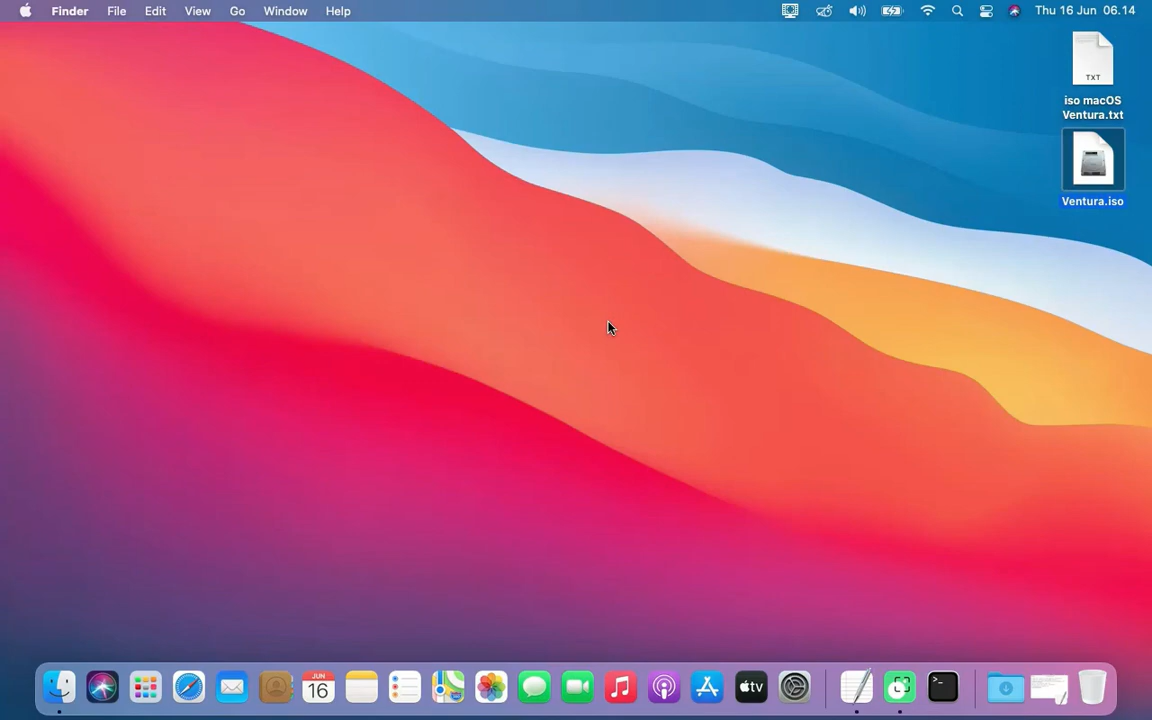 Finder File Edit View Go Window Help Thu 16 Jun 06.14
TXT
iso macOS
Ventura.txt
Ventura.iso
JUN
16
tv
>_